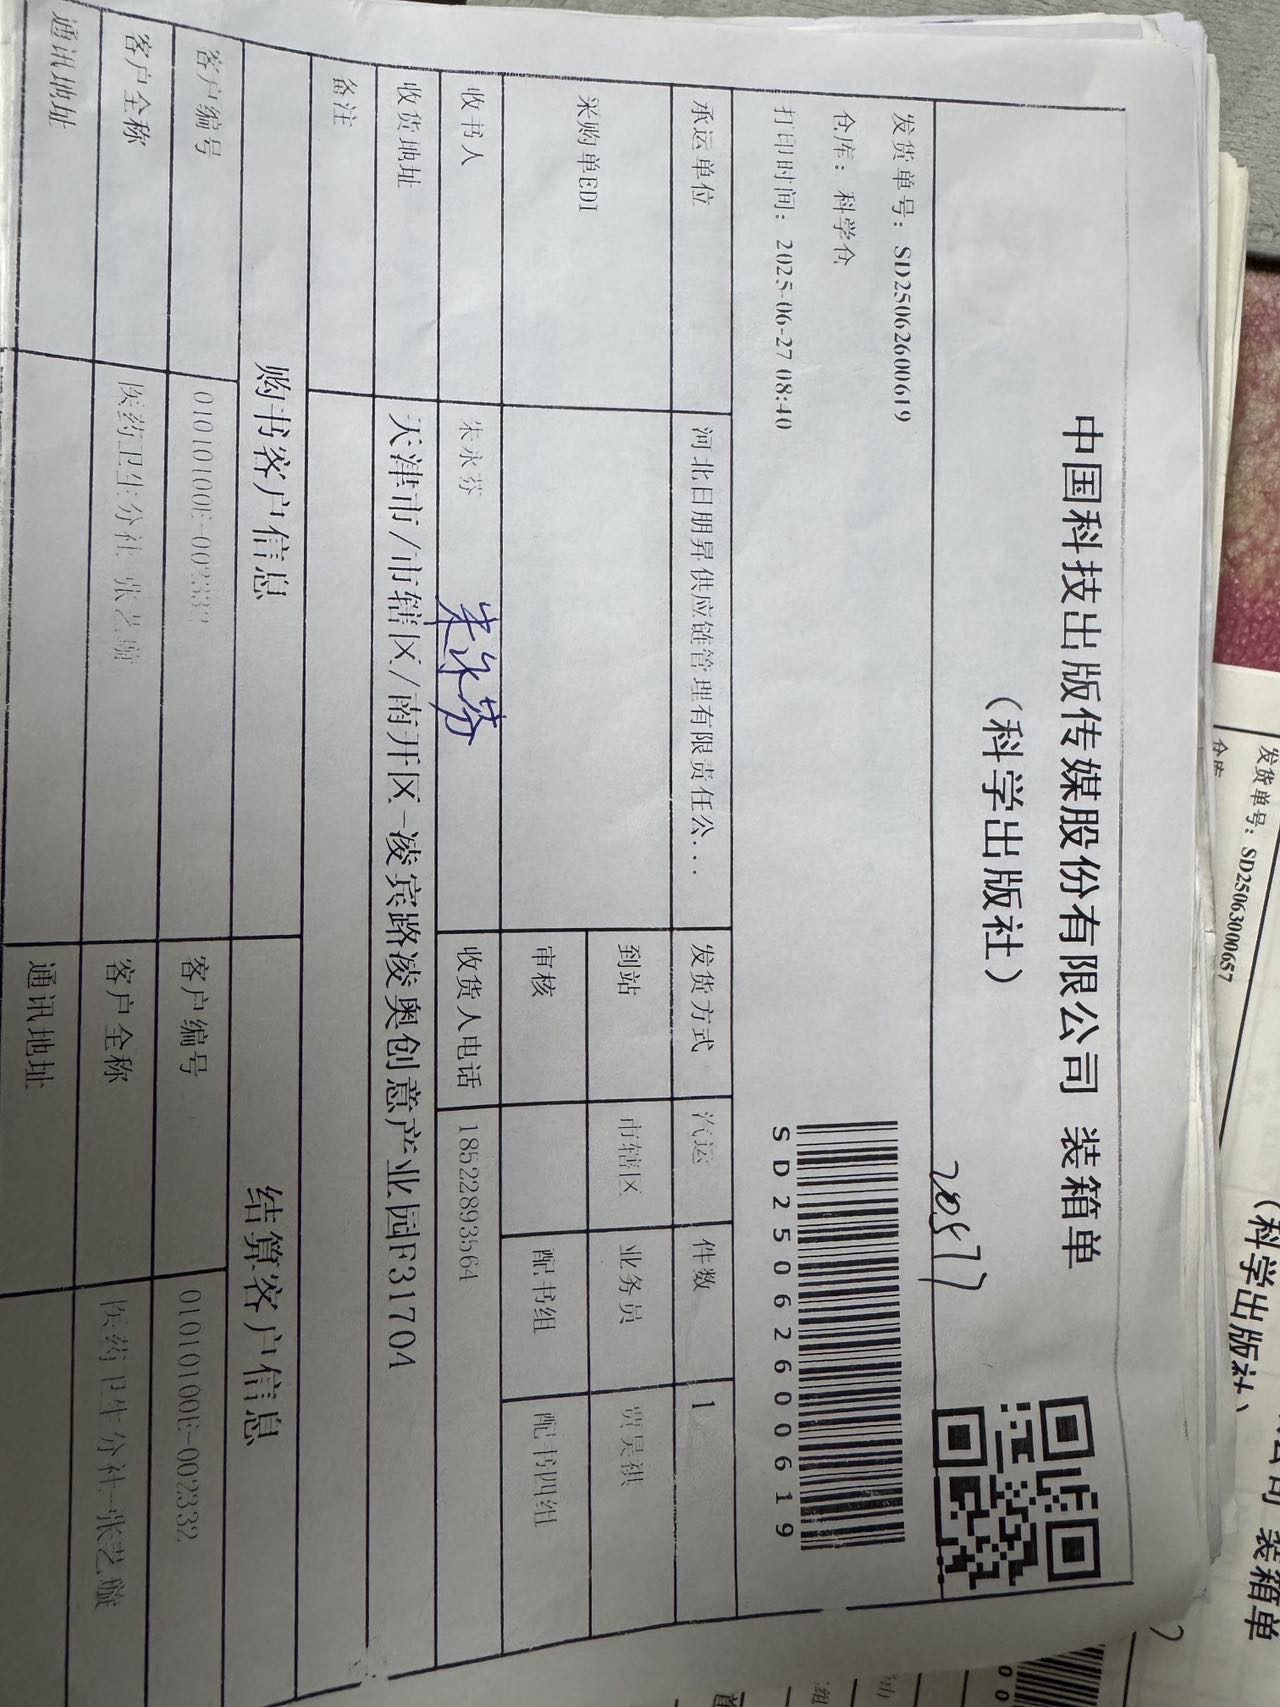 中国科技出版传媒股份有限公司 装箱单
（科学出版社）
发货单号：SD2506260619
仓库：科学仓
打印时间：2025-06-27 08:40
SD2506260619
承运单位 河北日朋昇供应链管理有限责任公... 发货方式 汽运 件数 1
采购单EDI 到站 市辖区 业务员 贾昊祺
审核 配书组 配书四组
收书人 朱永芬 朱永芬 收货人电话 18522893564
收货地址 天津市/市辖区/南开区-凌宾路凌奥创意产业园F31704
备注
购书客户信息 结算客户信息
客户编号 0101000E-002332 客户编号 0101000E-002332
客户全称 医药卫生分社-张艺璇 客户全称 医药卫生分社-张艺璇
通讯地址 通讯地址
发货单号：SD2506300657
（科学出版社）
装箱单